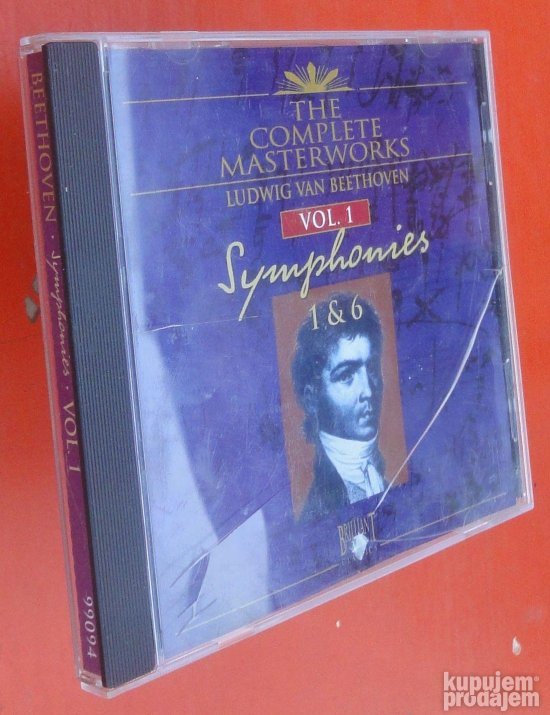 THE
COMPLETE
MASTERWORKS
LUDWIG VAN BEETHOVEN
VOL. 1
Symphonies
1 & 6
BRILLIANT
BEETHOVEN · Symphonies · VOL. 1
99094
kupujem
prodajem